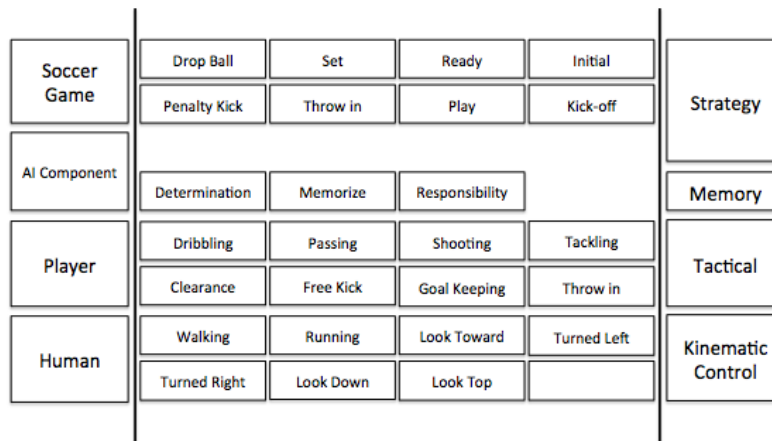 Soccer
Game
Drop Ball
Set
Ready
Initial
Penalty Kick
Throw in
Play
Kick-off
Strategy
AI Component
Determination
Memorize
Responsibility
Memory
Player
Dribbling
Passing
Shooting
Tackling
Clearance
Free Kick
Goal Keeping
Throw in
Tactical
Human
Walking
Running
Look Toward
Turned Left
Turned Right
Look Down
Look Top
Kinematic
Control